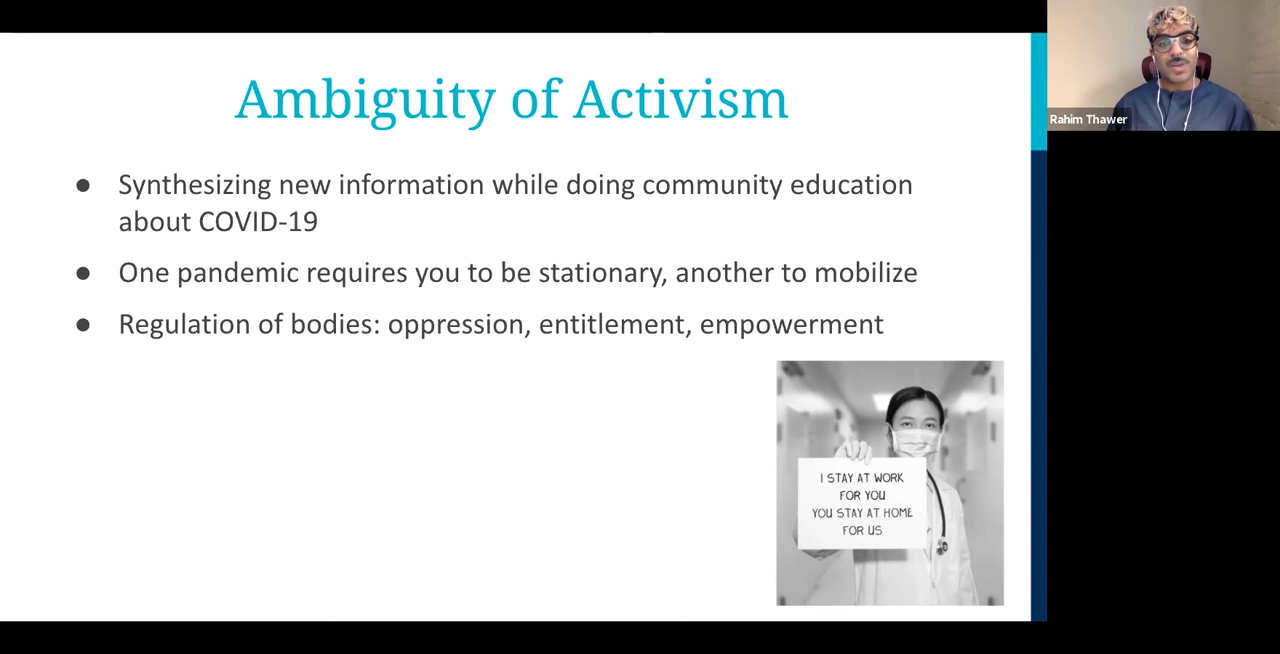 Ambiguity of Activism
● Synthesizing new information while doing community education
about COVID-19
● One pandemic requires you to be stationary, another to mobilize
● Regulation of bodies: oppression, entitlement, empowerment
I STAY AT WORK
FOR YOU
YOU STAY AT HOME
FOR US
Rahim Thawer